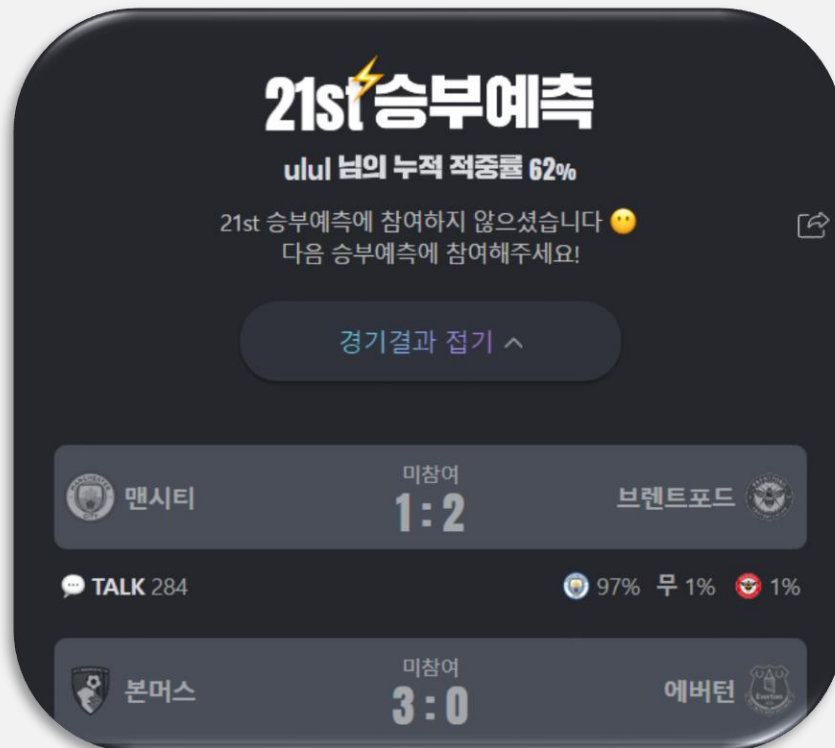 21st 승부예측
ulul 님의 누적 적중률 62%
21st 승부예측에 참여하지 않으셨습니다
다음 승부예측에 참여해주세요!
경기결과 접기
미참여
맨시티 1 : 2 브렌트포드
TALK 284 97% 무 1% 1%
미참여
본머스 3 : 0 에버턴
Everton